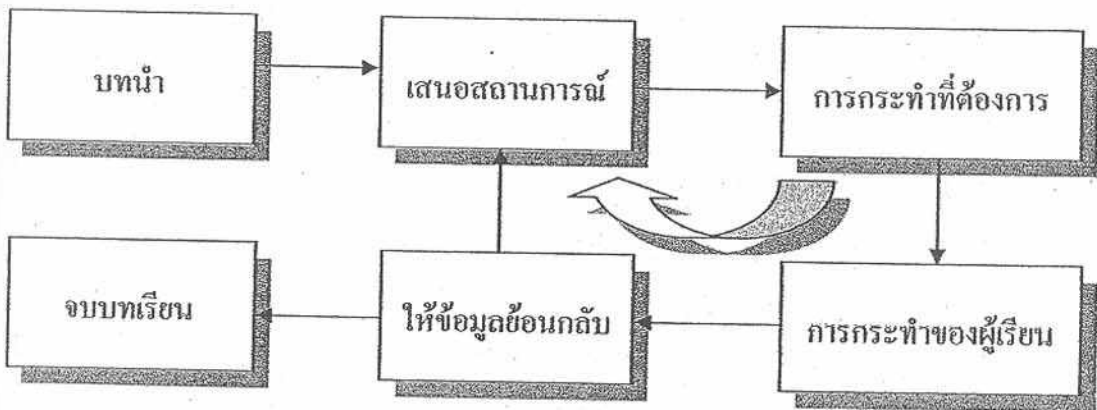 บทนำ
เสนอสถานการณ์
การกระทำที่ต้องการ
จบบทเรียน
ให้ข้อมูลย้อนกลับ
การกระทำของผู้เรียน